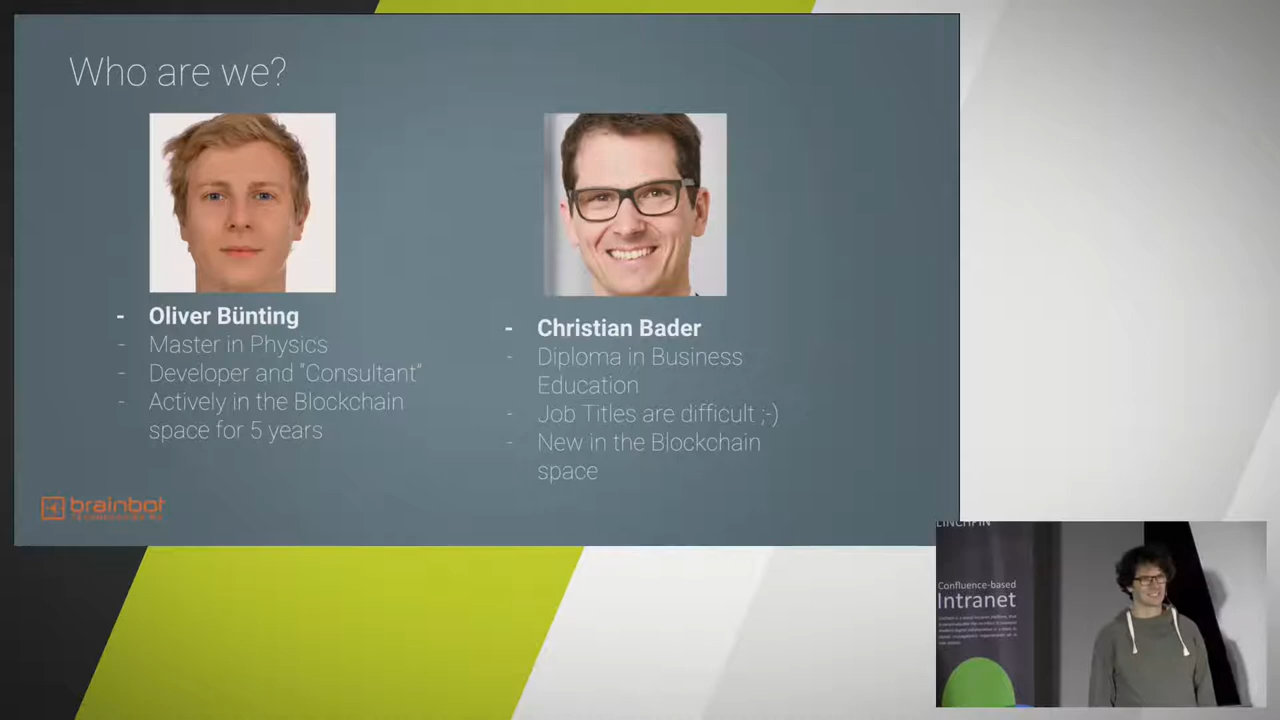 Who are we?
- Oliver Bünting
- Master in Physics
- Developer and “Consultant”
- Actively in the Blockchain
space for 5 years
- Christian Bader
- Diploma in Business
Education
- Job Titles are difficult ;-)
- New in the Blockchain
space
brainbot
LINCHPIN
Confluence-based
Intranet